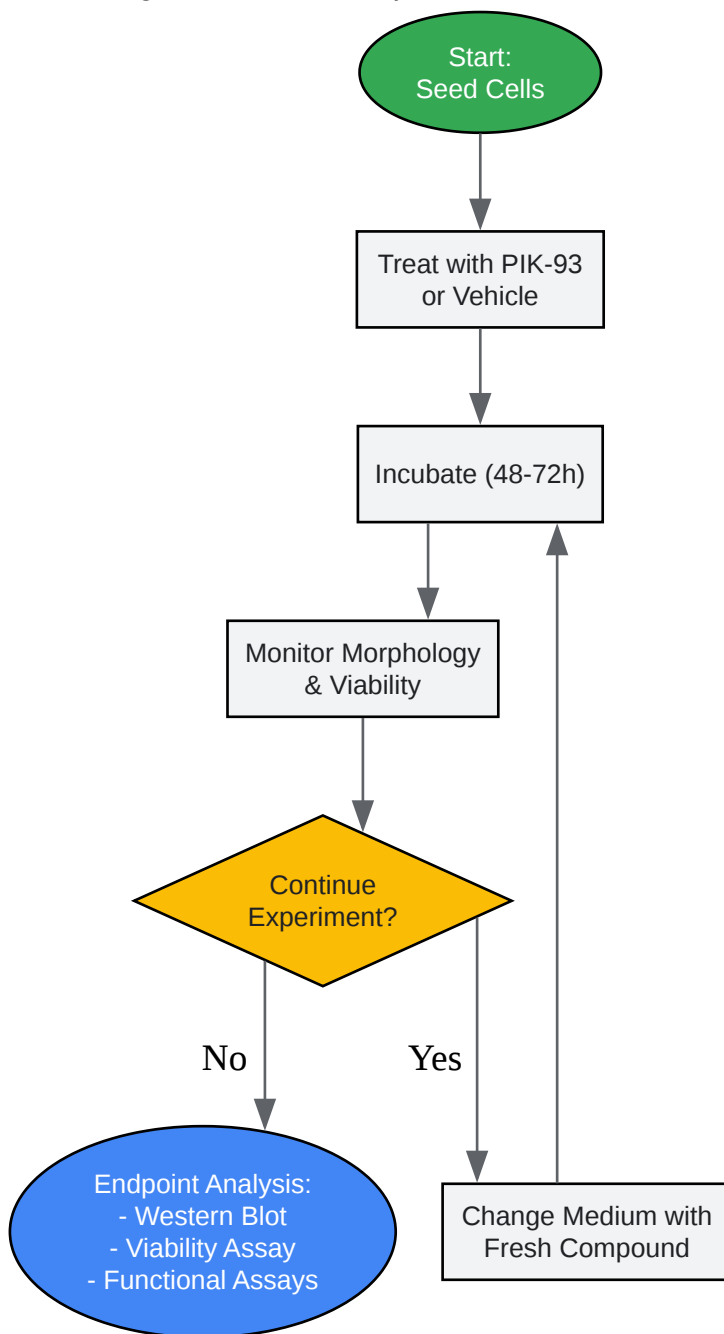 Start:
Seed Cells
Treat with PIK-93
or Vehicle
Incubate (48-72h)
Monitor Morphology
& Viability
Continue
Experiment?
No
Yes
Endpoint Analysis:
- Western Blot
- Viability Assay
- Functional Assays
Change Medium with
Fresh Compound